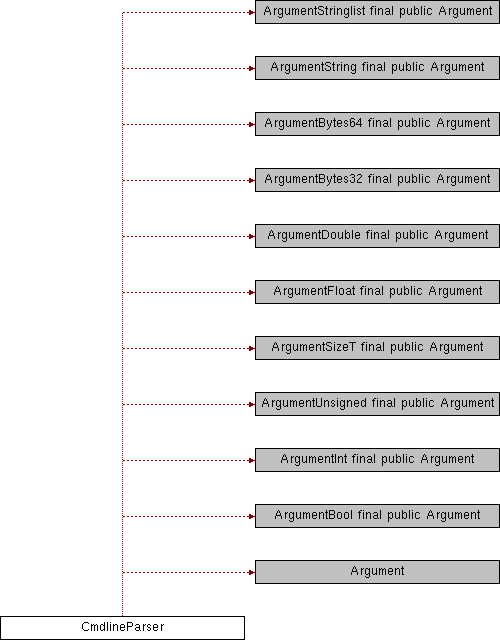 ArgumentStringlist final public Argument
ArgumentString final public Argument
ArgumentBytes64 final public Argument
ArgumentBytes32 final public Argument
ArgumentDouble final public Argument
ArgumentFloat final public Argument
ArgumentSizeT final public Argument
ArgumentUnsigned final public Argument
ArgumentInt final public Argument
ArgumentBool final public Argument
Argument
CmdlineParser